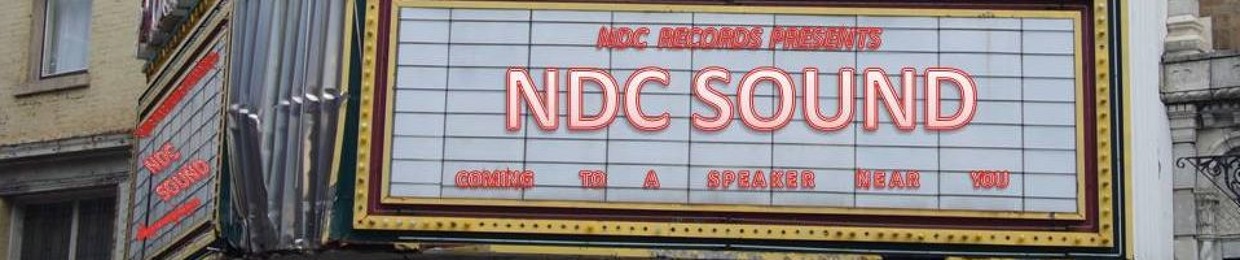 NDC RECORDS PRESENTS
NDC SOUND
COMING TO A SPEAKER NEAR YOU
NDC
SOUND